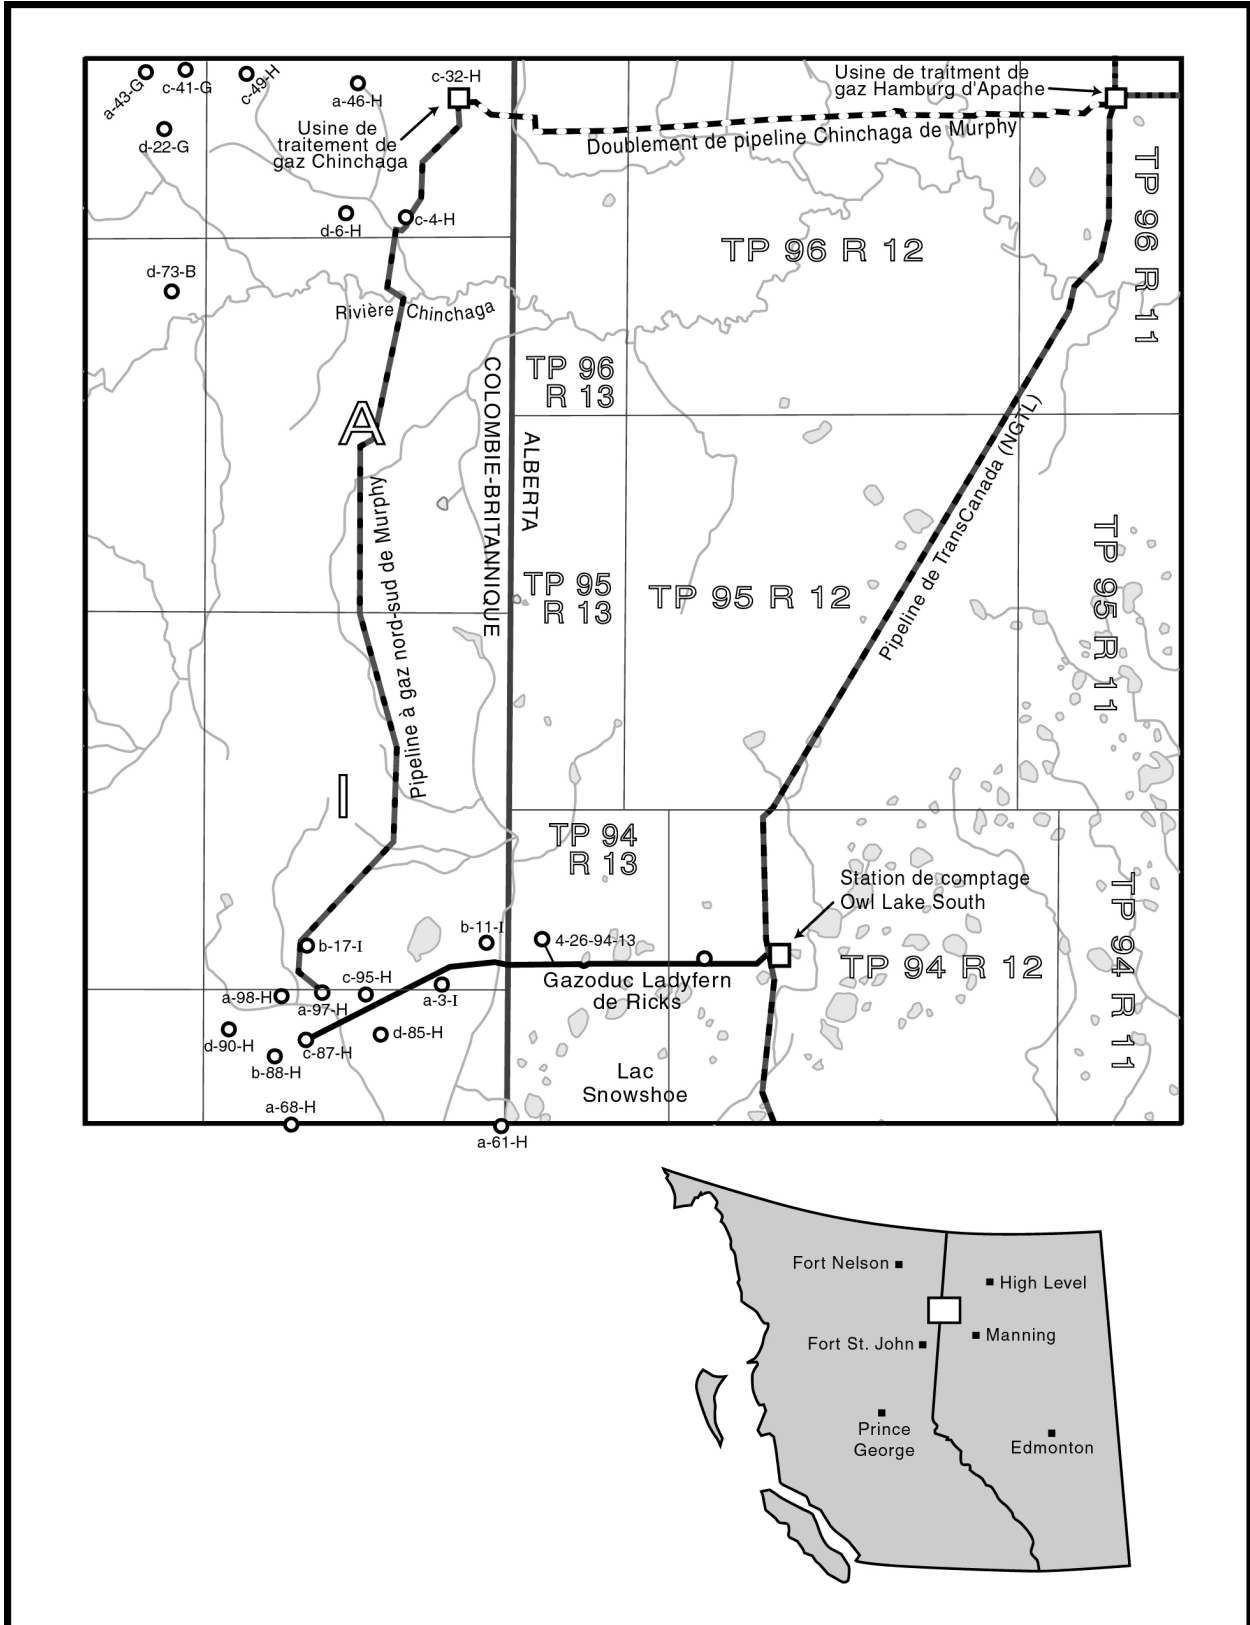 a-43-G
c-41-G
c-49-H
a-46-H
c-32-H
Usine de traitment de
gaz Hamburg d'Apache
d-22-G
Usine de
traitement de
gaz Chinchaga
Doublement de pipeline Chinchaga de Murphy
d-6-H
c-4-H
TP 96 R 12
TP 96 R 11
d-73-B
Rivière Chinchaga
TP 96
R 13
A
COLOMBIE-BRITANNIQUE
ALBERTA
Pipeline de TransCanada (NGTL)
Pipeline à gaz nord-sud de Murphy
TP 95
R 13
TP 95 R 12
TP 95 R 11
I
TP 94
R 13
Station de comptage
Owl Lake South
TP 94 R 12
TP 94 R 11
b-11-I
4-26-94-13
b-17-I
c-95-H
a-98-H
a-97-H
a-3-I
Gazoduc Ladyfern
de Ricks
d-90-H
c-87-H
d-85-H
b-88-H
Lac
Snowshoe
a-68-H
a-61-H
Fort Nelson
High Level
Fort St. John
Manning
Prince
George
Edmonton